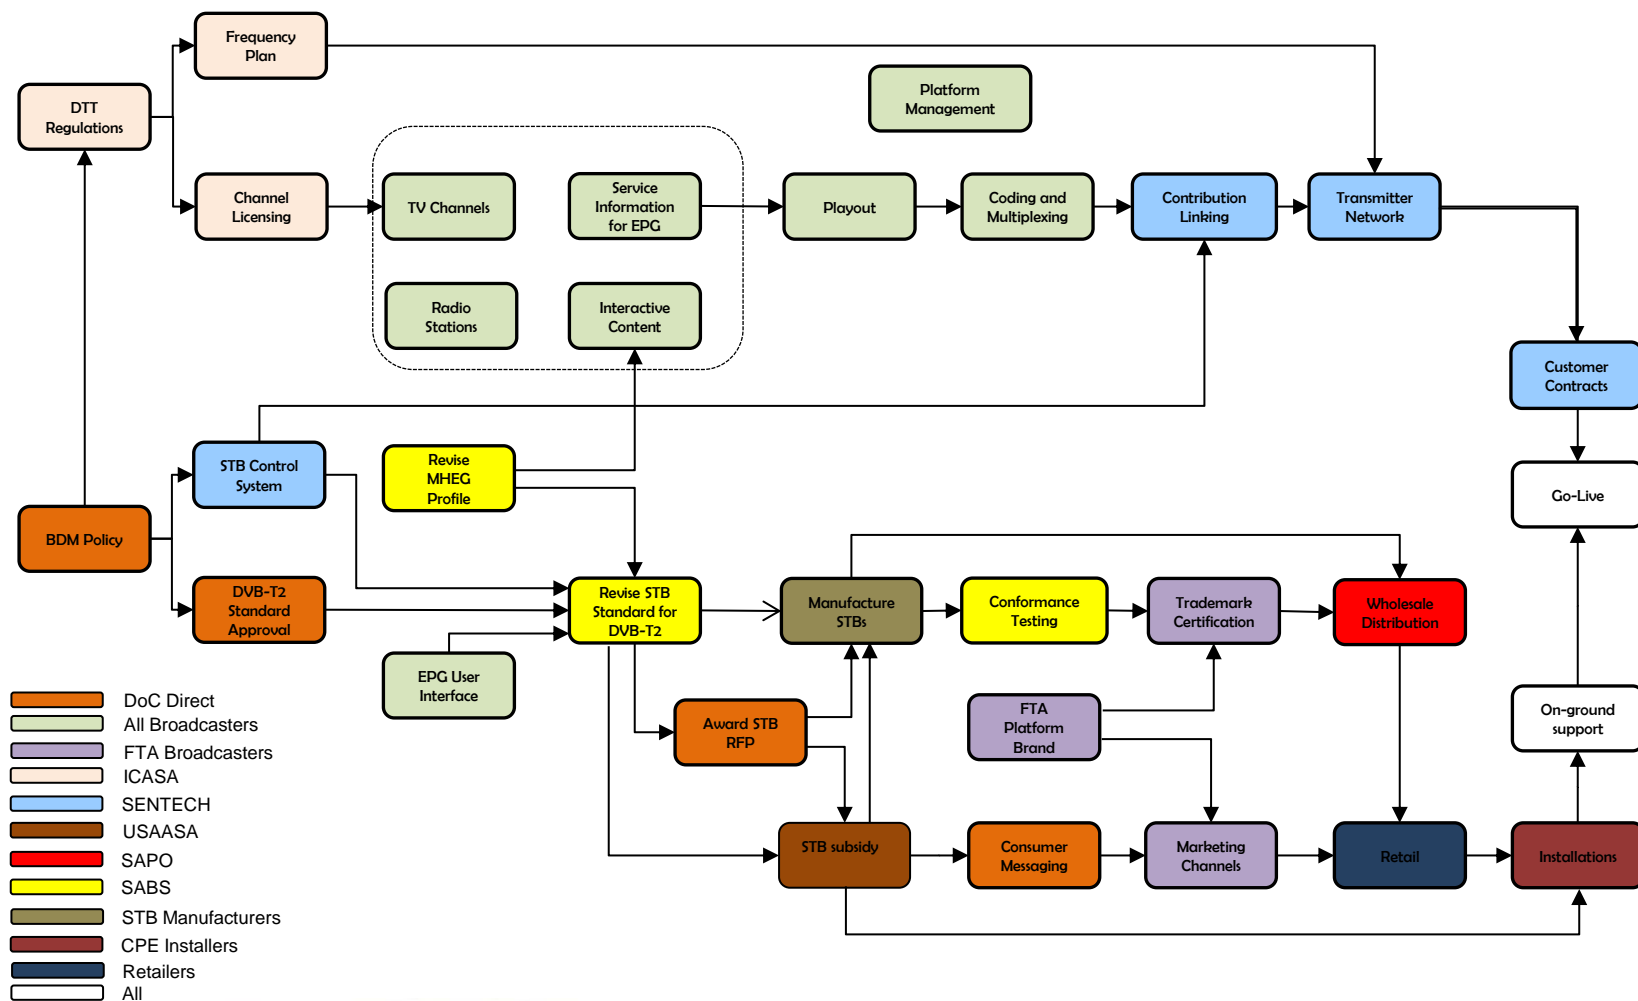 Frequency
Plan
Platform
Management
DTT
Regulations
Channel
Licensing
TV Channels
Service
Information
for EPG
Playout
Coding and
Multiplexing
Contribution
Linking
Transmitter
Network
Radio
Stations
Interactive
Content
Customer
Contracts
STB Control
System
Revise
MHEG
Profile
Go-Live
BDM Policy
DVB-T2
Standard
Approval
Revise STB
Standard for
DVB-T2
Manufacture
STBs
Conformance
Testing
Trademark
Certification
Wholesale
Distribution
EPG User
Interface
Award STB
RFP
FTA
Platform
Brand
On-ground
support
STB subsidy
Consumer
Messaging
Marketing
Channels
Retail
Installations
DoC Direct
All Broadcasters
FTA Broadcasters
ICASA
SENTECH
USAASA
SAPO
SABS
STB Manufacturers
CPE Installers
Retailers
All